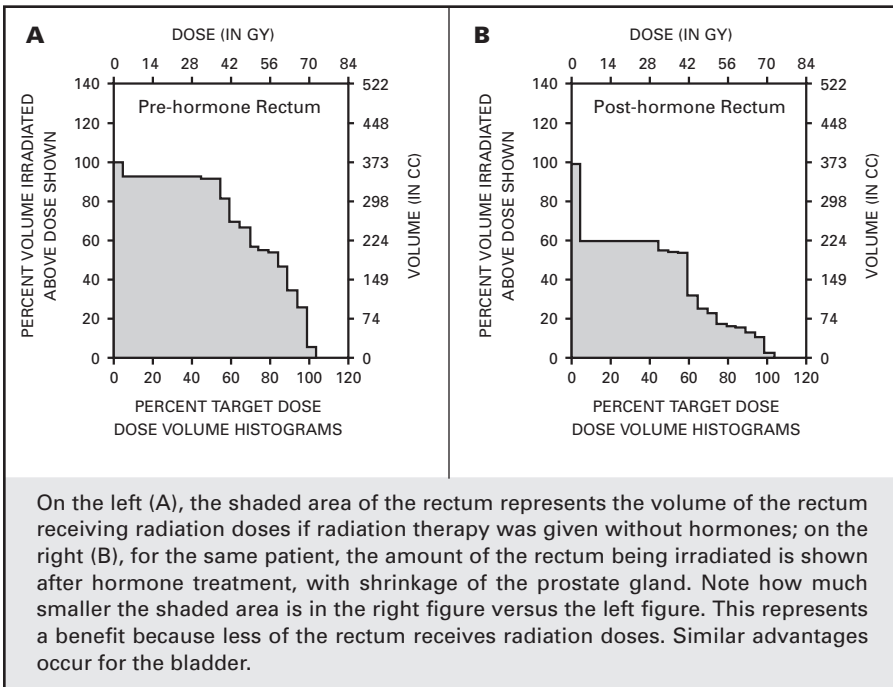 A
DOSE (IN GY)
0 14 28 42 56 70 84
140 522
Pre-hormone Rectum
120 448
100 373
80 298
60 224
40 149
20 74
0 0
PERCENT VOLUME IRRADIATED
ABOVE DOSE SHOWN
VOLUME (IN CC)
0 20 40 60 80 100 120
PERCENT TARGET DOSE
DOSE VOLUME HISTOGRAMS
B
DOSE (IN GY)
0 14 28 42 56 70 84
140 522
Post-hormone Rectum
120 448
100 373
80 298
60 224
40 149
20 74
0 0
PERCENT VOLUME IRRADIATED
ABOVE DOSE SHOWN
VOLUME (IN CC)
0 20 40 60 80 100 120
PERCENT TARGET DOSE
DOSE VOLUME HISTOGRAMS
On the left (A), the shaded area of the rectum represents the volume of the rectum
receiving radiation doses if radiation therapy was given without hormones; on the
right (B), for the same patient, the amount of the rectum being irradiated is shown
after hormone treatment, with shrinkage of the prostate gland. Note how much
smaller the shaded area is in the right figure versus the left figure. This represents
a benefit because less of the rectum receives radiation doses. Similar advantages
occur for the bladder.